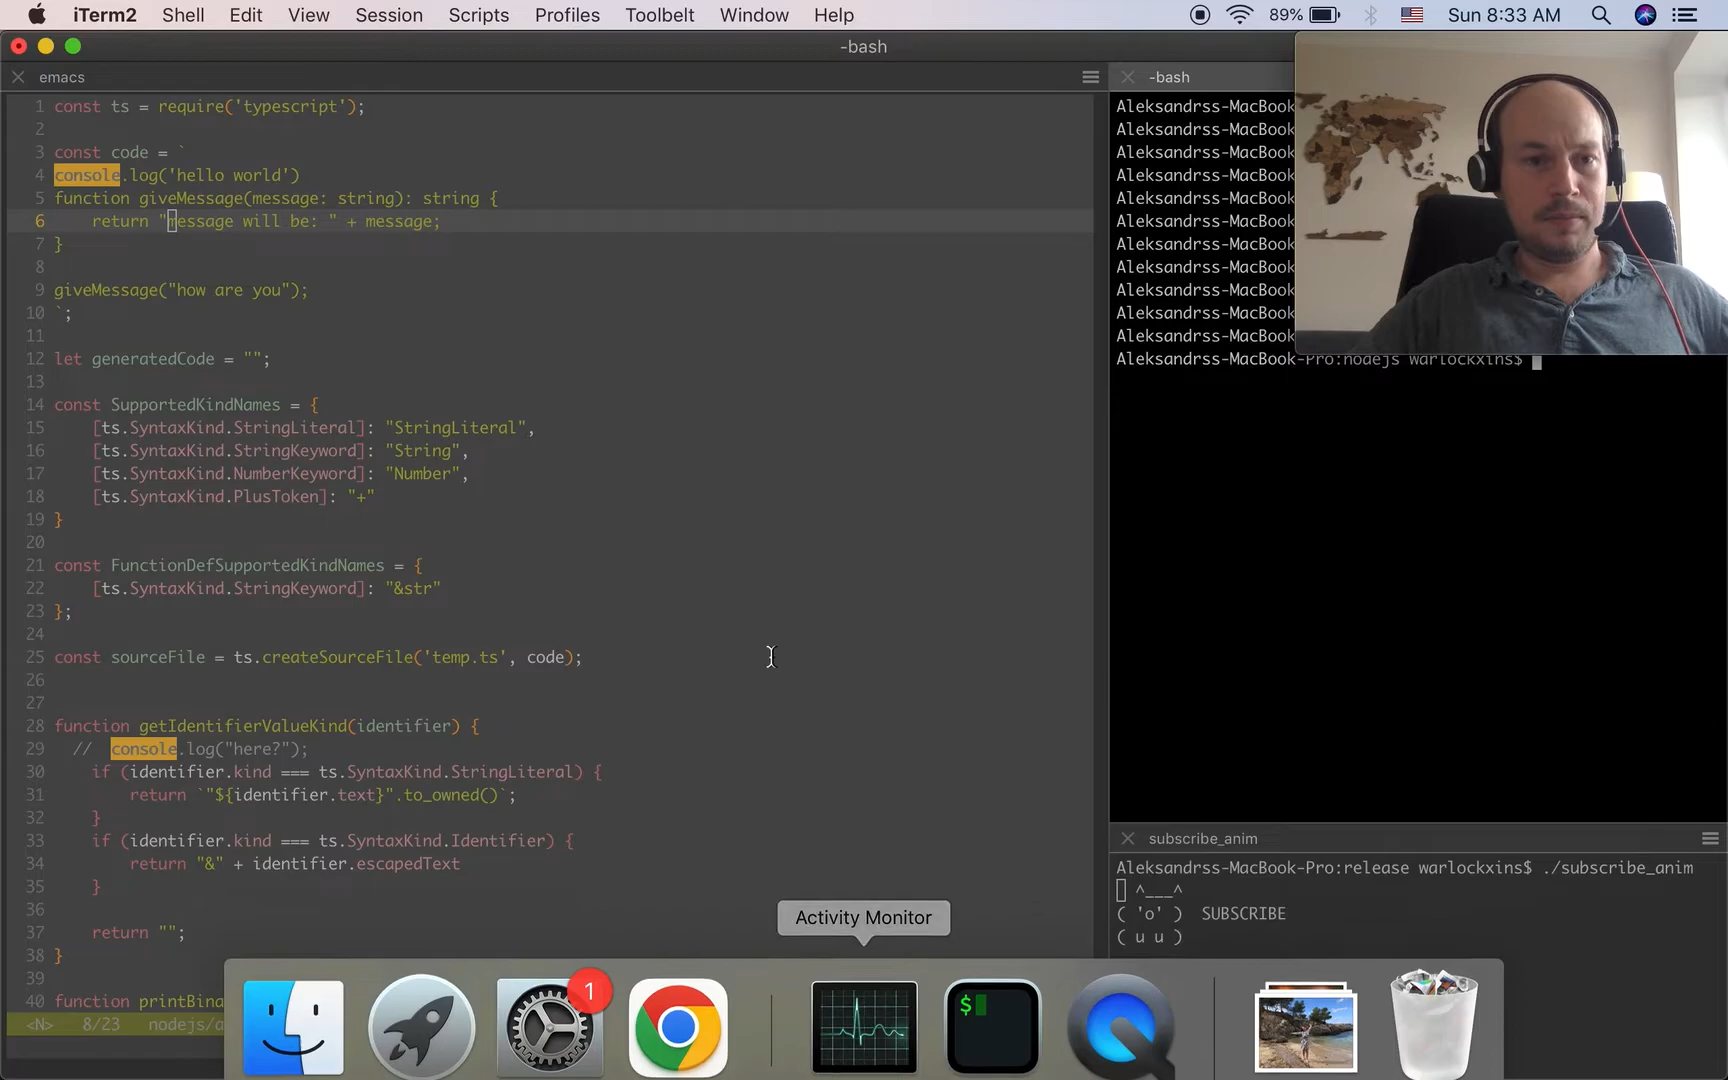 iTerm2 Shell Edit View Session Scripts Profiles Toolbelt Window Help 89% Sun 8:33 AM
-bash
emacs
1 const ts = require('typescript');
2
3 const code = `
4 console.log('hello world')
5 function giveMessage(message: string): string {
6 return "message will be: " + message;
7 }
8
9 giveMessage("how are you");
10 `;
11
12 let generatedCode = "";
13
14 const SupportedKindNames = {
15 [ts.SyntaxKind.StringLiteral]: "StringLiteral",
16 [ts.SyntaxKind.StringKeyword]: "String",
17 [ts.SyntaxKind.NumberKeyword]: "Number",
18 [ts.SyntaxKind.PlusToken]: "+"
19 }
20
21 const FunctionDefSupportedKindNames = {
22 [ts.SyntaxKind.StringKeyword]: "&str"
23 };
24
25 const sourceFile = ts.createSourceFile('temp.ts', code);
26
27
28 function getIdentifierValueKind(identifier) {
29 // console.log("here?");
30 if (identifier.kind === ts.SyntaxKind.StringLiteral) {
31 return `"${identifier.text}".to_owned()`;
32 }
33 if (identifier.kind === ts.SyntaxKind.Identifier) {
34 return "&" + identifier.escapedText
35 }
36
37 return "";
38 }
39
40 function printBina
<N> 8/23 nodejs/a
-bash
Aleksandrss-MacBook
Aleksandrss-MacBook
Aleksandrss-MacBook
Aleksandrss-MacBook
Aleksandrss-MacBook
Aleksandrss-MacBook
Aleksandrss-MacBook
Aleksandrss-MacBook
Aleksandrss-MacBook
Aleksandrss-MacBook
Aleksandrss-MacBook
Aleksandrss-MacBook-Pro:nodejs warlockxins$
subscribe_anim
Aleksandrss-MacBook-Pro:release warlockxins$ ./subscribe_anim
^___^
( 'o' ) SUBSCRIBE
( u u )
Activity Monitor
1
$